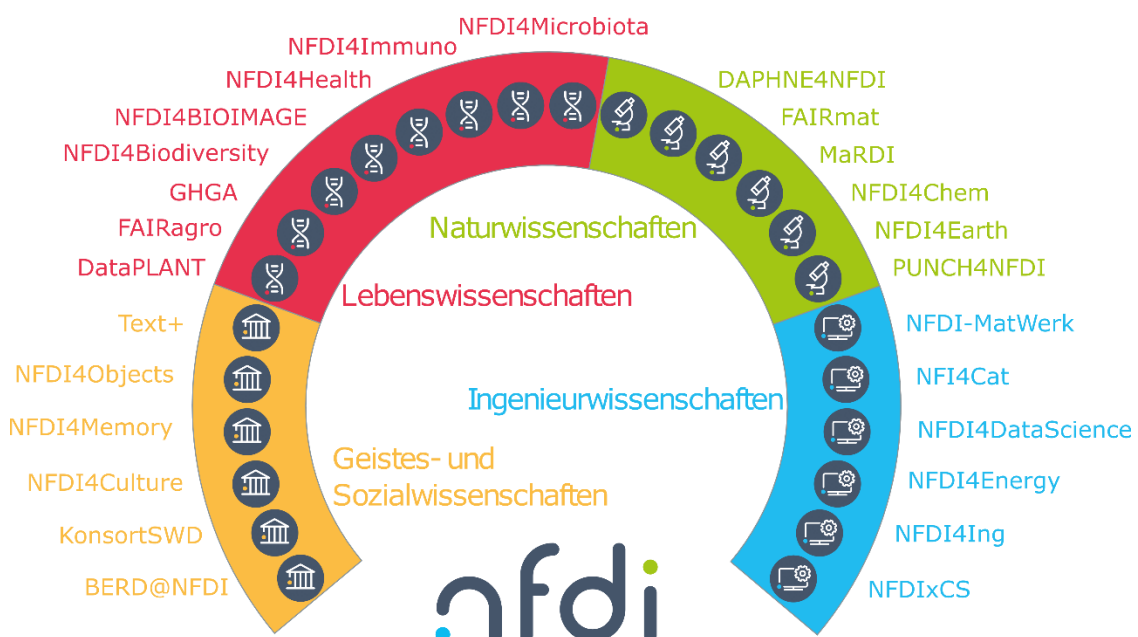 NFDI4Microbiota
NFDI4Immuno
NFDI4Health
NFDI4BIOIMAGE
NFDI4Biodiversity
GHGA
FAIRagro
DataPLANT
Text+
NFDI4Objects
NFDI4Memory
NFDI4Culture
KonsortSWD
BERD@NFDI
Naturwissenschaften
Lebenswissenschaften
Ingenieurwissenschaften
Geistes- und
Sozialwissenschaften
DAPHNE4NFDI
FAIRmat
MaRDI
NFDI4Chem
NFDI4Earth
PUNCH4NFDI
NFDI-MatWerk
NFI4Cat
NFDI4DataScience
NFDI4Energy
NFDI4Ing
NFDIxCS
nfdi